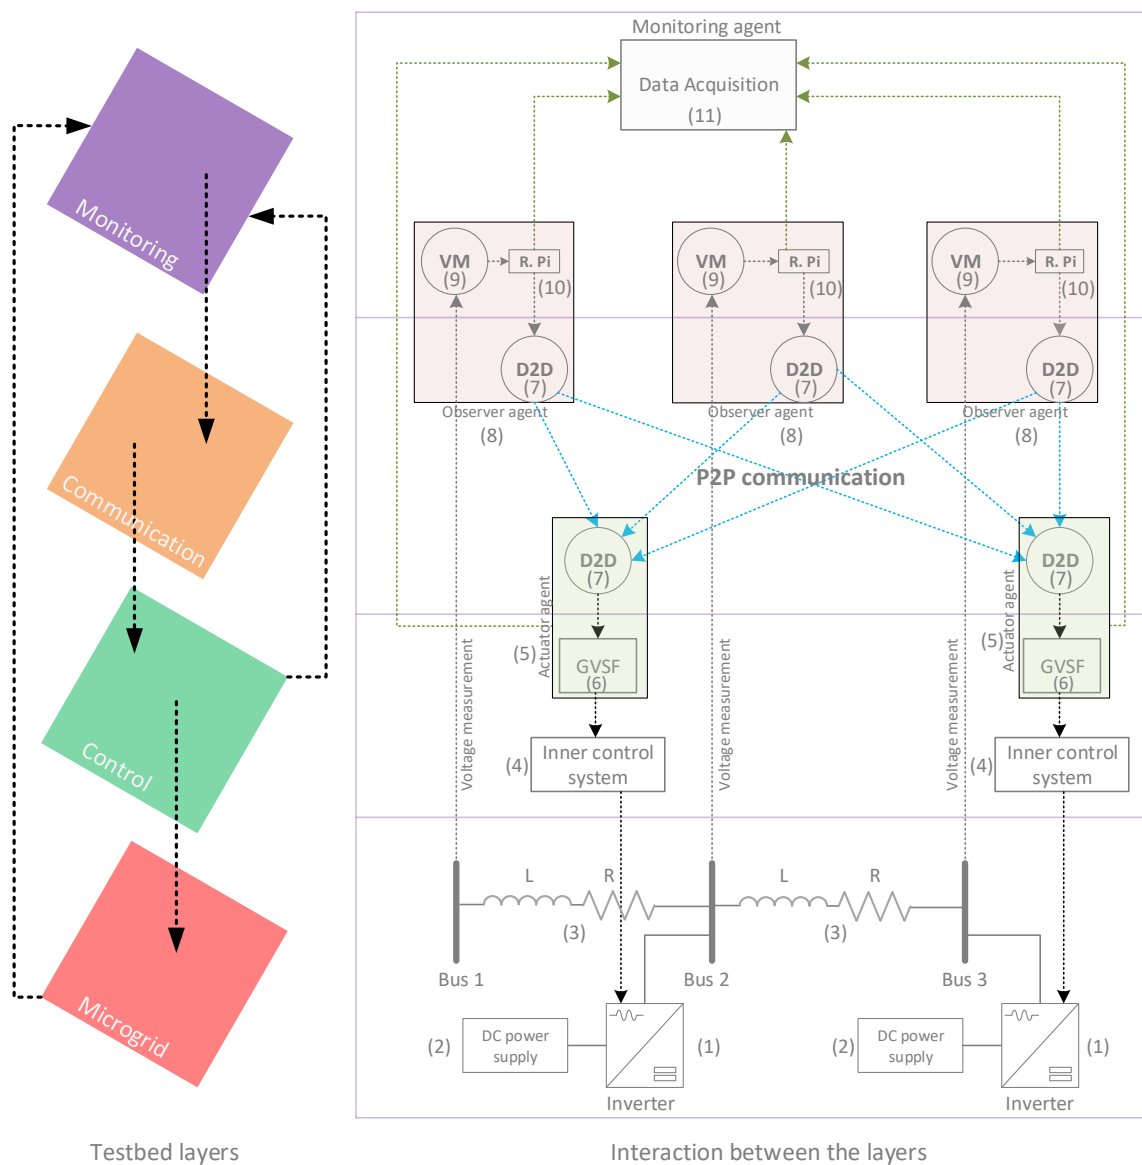 Monitoring agent
Data Acquisition
(11)
Monitoring
VM
(9)
R. Pi
(10)
D2D
(7)
Observer agent
(8)
VM
(9)
R. Pi
(10)
D2D
(7)
Observer agent
(8)
VM
(9)
R. Pi
(10)
D2D
(7)
Observer agent
(8)
Communication
P2P communication
D2D
(7)
Actuator agent
(5)
GVSF
(6)
D2D
(7)
Actuator agent
(5)
GVSF
(6)
Control
Voltage measurement
Voltage measurement
Voltage measurement
(4)
Inner control
system
(4)
Inner control
system
Microgrid
L
R
(3)
L
R
(3)
Bus 1
Bus 2
Bus 3
(2)
DC power
supply
(1)
Inverter
(2)
DC power
supply
(1)
Inverter
Testbed layers
Interaction between the layers